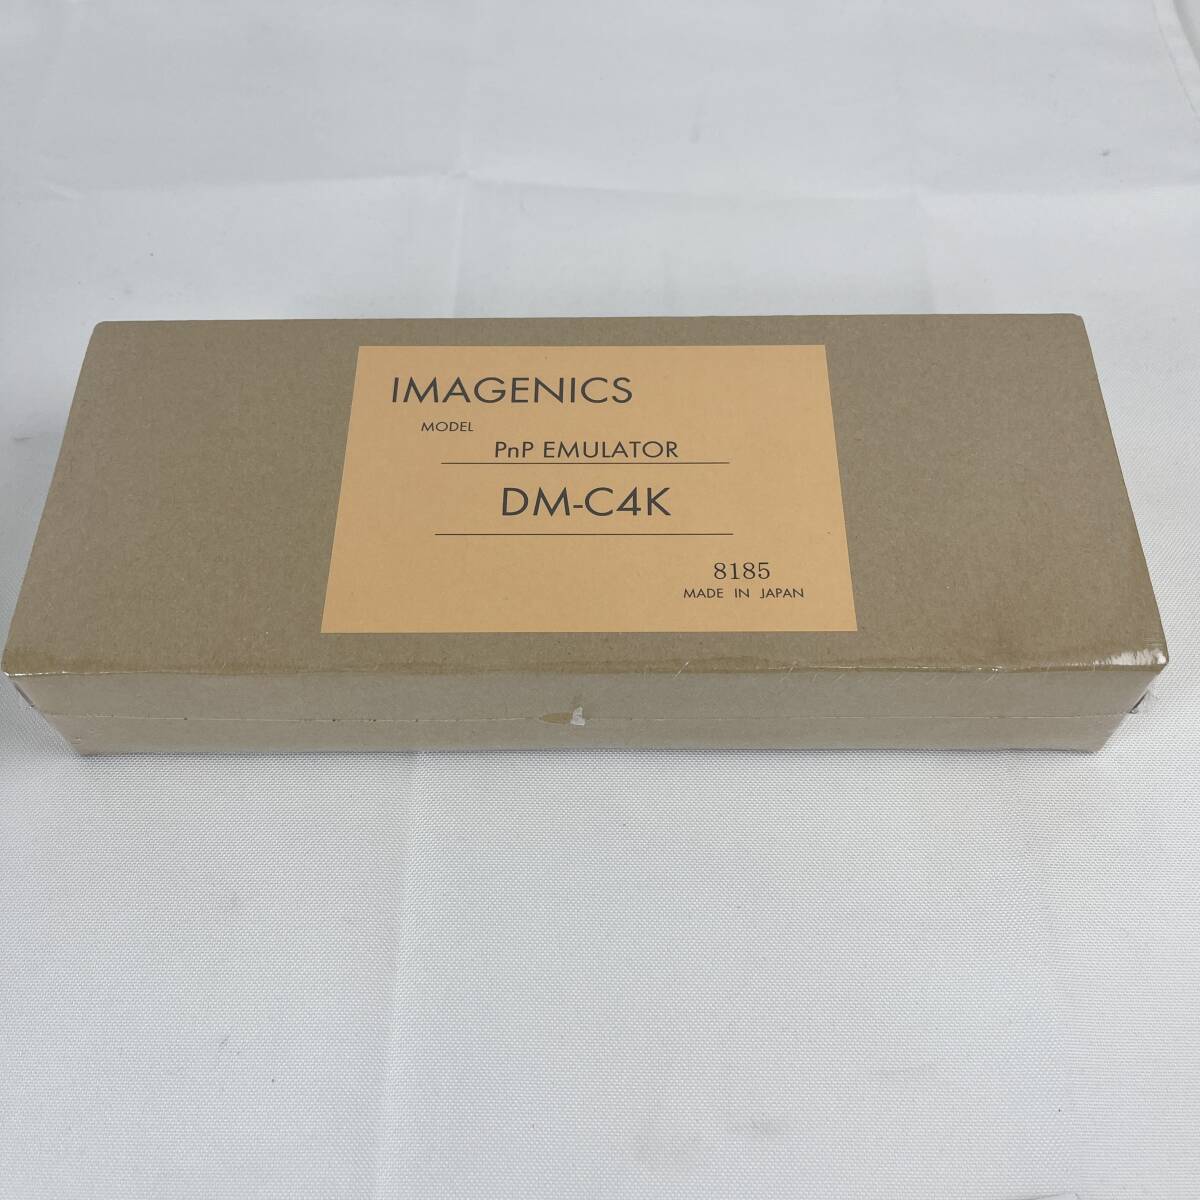 IMAGENICS
MODEL
PnP EMULATOR
DM-C4K
8185
MADE IN JAPAN